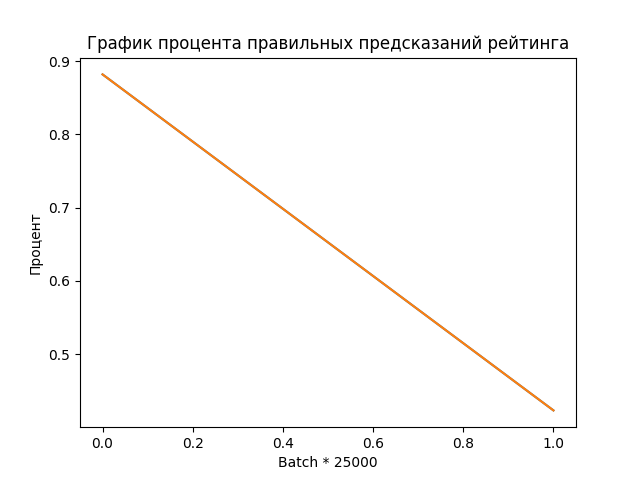 График процента правильных предсказаний рейтинга
0.9
0.8
0.7
0.6
0.5
Процент
0.0 0.2 0.4 0.6 0.8 1.0
Batch * 25000